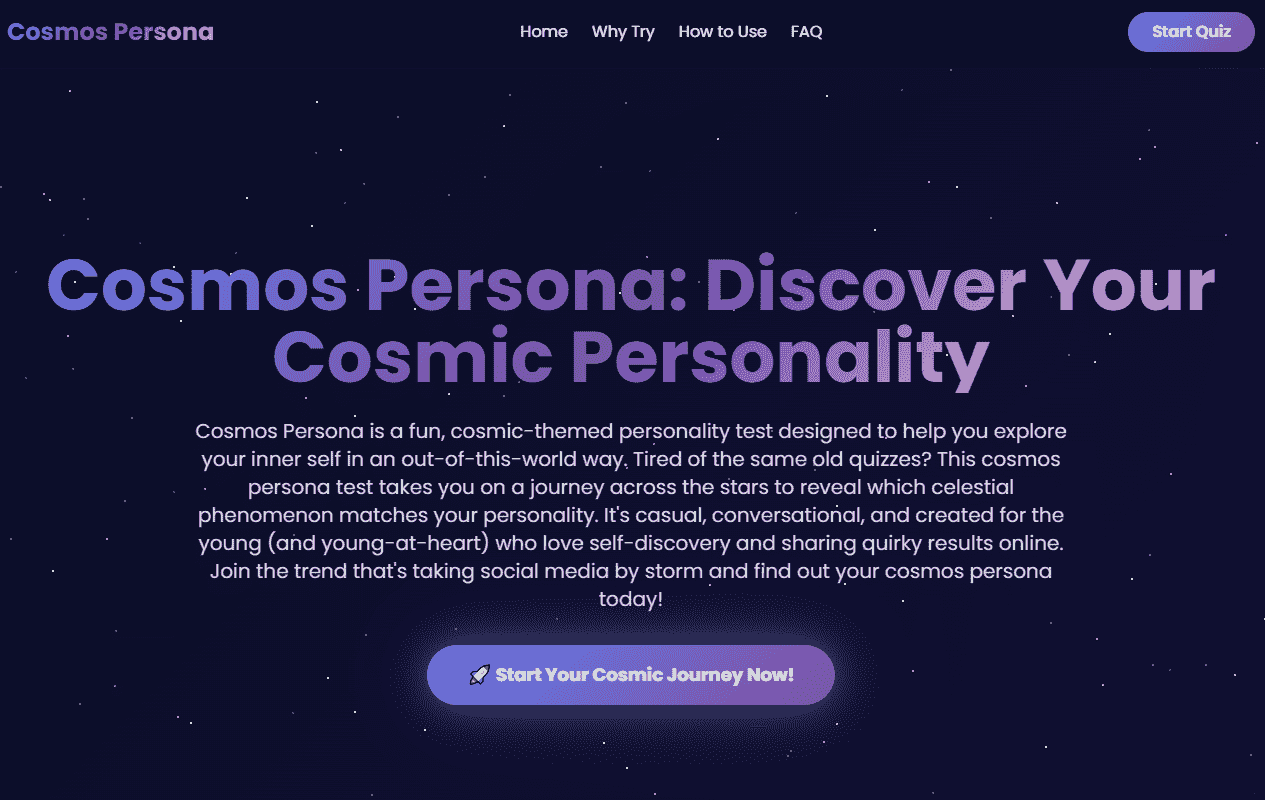 Cosmos Persona
Home
Why Try
How to Use
FAQ
Start Quiz
Cosmos Persona: Discover Your
Cosmic Personality
Cosmos Persona is a fun, cosmic-themed personality test designed to help you explore
your inner self in an out-of-this-world way. Tired of the same old quizzes? This cosmos
persona test takes you on a journey across the stars to reveal which celestial
phenomenon matches your personality. It's casual, conversational, and created for the
young (and young-at-heart) who love self-discovery and sharing quirky results online.
Join the trend that's taking social media by storm and find out your cosmos persona
today!
🚀 Start Your Cosmic Journey Now!